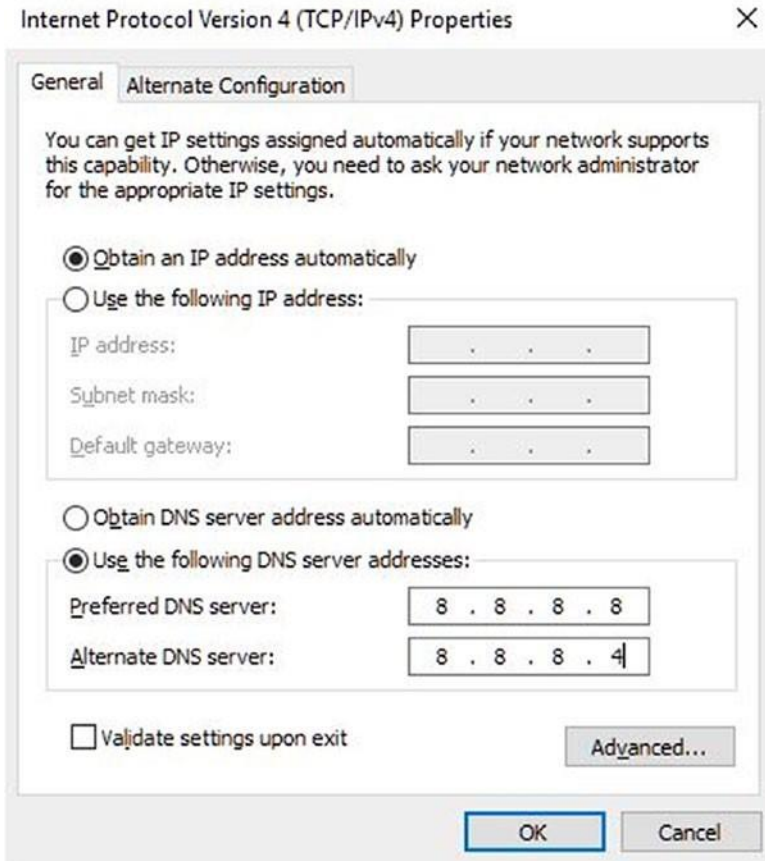 Internet Protocol Version 4 (TCP/IPv4) Properties
General
Alternate Configuration
You can get IP settings assigned automatically if your network supports
this capability. Otherwise, you need to ask your network administrator
for the appropriate IP settings.
Obtain an IP address automatically
Use the following IP address:
IP address: . . .
Subnet mask: . . .
Default gateway: . . .
Obtain DNS server address automatically
Use the following DNS server addresses:
Preferred DNS server: 8 . 8 . 8 . 8
Alternate DNS server: 8 . 8 . 8 . 4
Validate settings upon exit
Advanced...
OK
Cancel